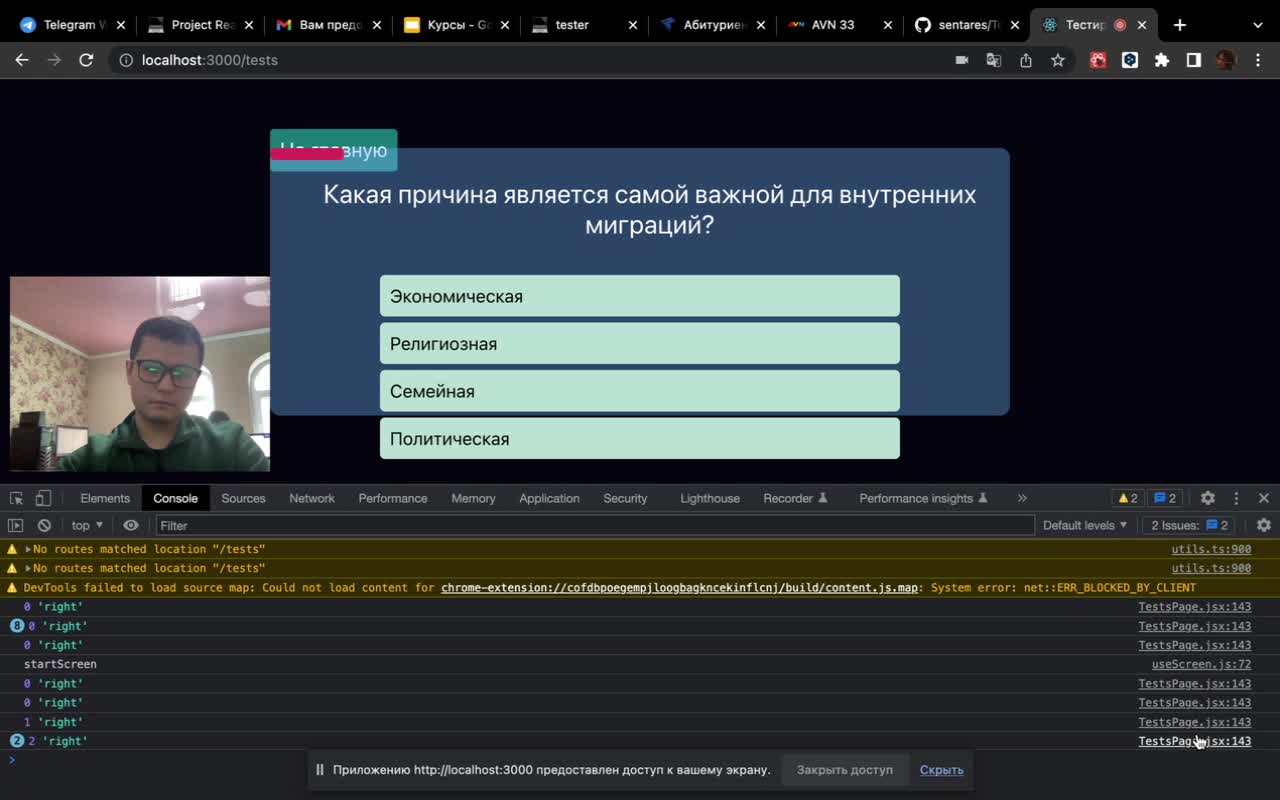 Telegram W
Project Rea
Вам предо
Курсы - Go
tester
Абитуриен
AVN 33
sentares/Te
Тестир
localhost:3000/tests
На главную
Какая причина является самой важной для внутренних
миграций?
Экономическая
Религиозная
Семейная
Политическая
Elements
Console
Sources
Network
Performance
Memory
Application
Security
Lighthouse
Recorder
Performance insights
2
2
top
Filter
Default levels
2 Issues:
2
No routes matched location "/tests" utils.ts:900
No routes matched location "/tests" utils.ts:900
DevTools failed to load source map: Could not load content for chrome-extension://cofdbpoegempjloogbagkncekinflcnj/build/content.js.map: System error: net::ERR_BLOCKED_BY_CLIENT
0 'right' TestsPage.jsx:143
8 0 'right' TestsPage.jsx:143
0 'right' TestsPage.jsx:143
startScreen useScreen.js:72
0 'right' TestsPage.jsx:143
0 'right' TestsPage.jsx:143
1 'right' TestsPage.jsx:143
2 2 'right' TestsPage.jsx:143
Приложению http://localhost:3000 предоставлен доступ к вашему экрану.
Закрыть доступ
Скрыть